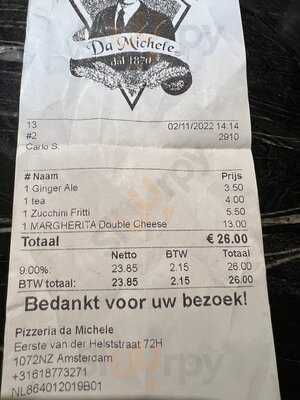 Da Michele
dal 1870
13 02/11/2022 14:14
#2 2910
Carlo S.
# Naam Prijs
1 Ginger Ale 3.50
1 tea 4.00
1 Zucchini Fritti 5.50
1 MARGHERITA Double Cheese 13.00
Totaal € 26.00
Netto BTW Totaal
9.00%: 23.85 2.15 26.00
BTW totaal: 23.85 2.15 26.00
Bedankt voor uw bezoek!
Pizzeria da Michele
Eerste van der Helststraat 72H
1072NZ Amsterdam
+31618773271
NL864012019B01